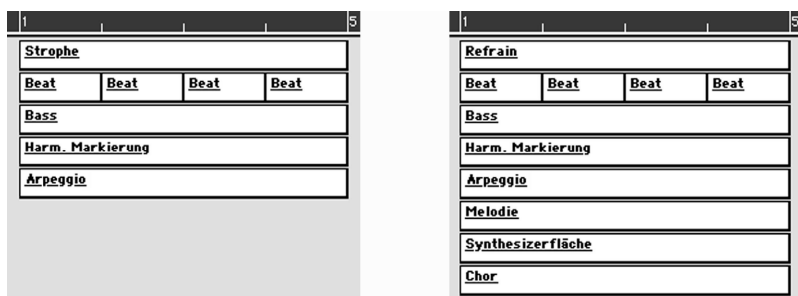 1 5
Strophe
Beat Beat Beat Beat
Bass
Harm. Markierung
Arpeggio
1 5
Refrain
Beat Beat Beat Beat
Bass
Harm. Markierung
Arpeggio
Melodie
Synthesizerfläche
Chor